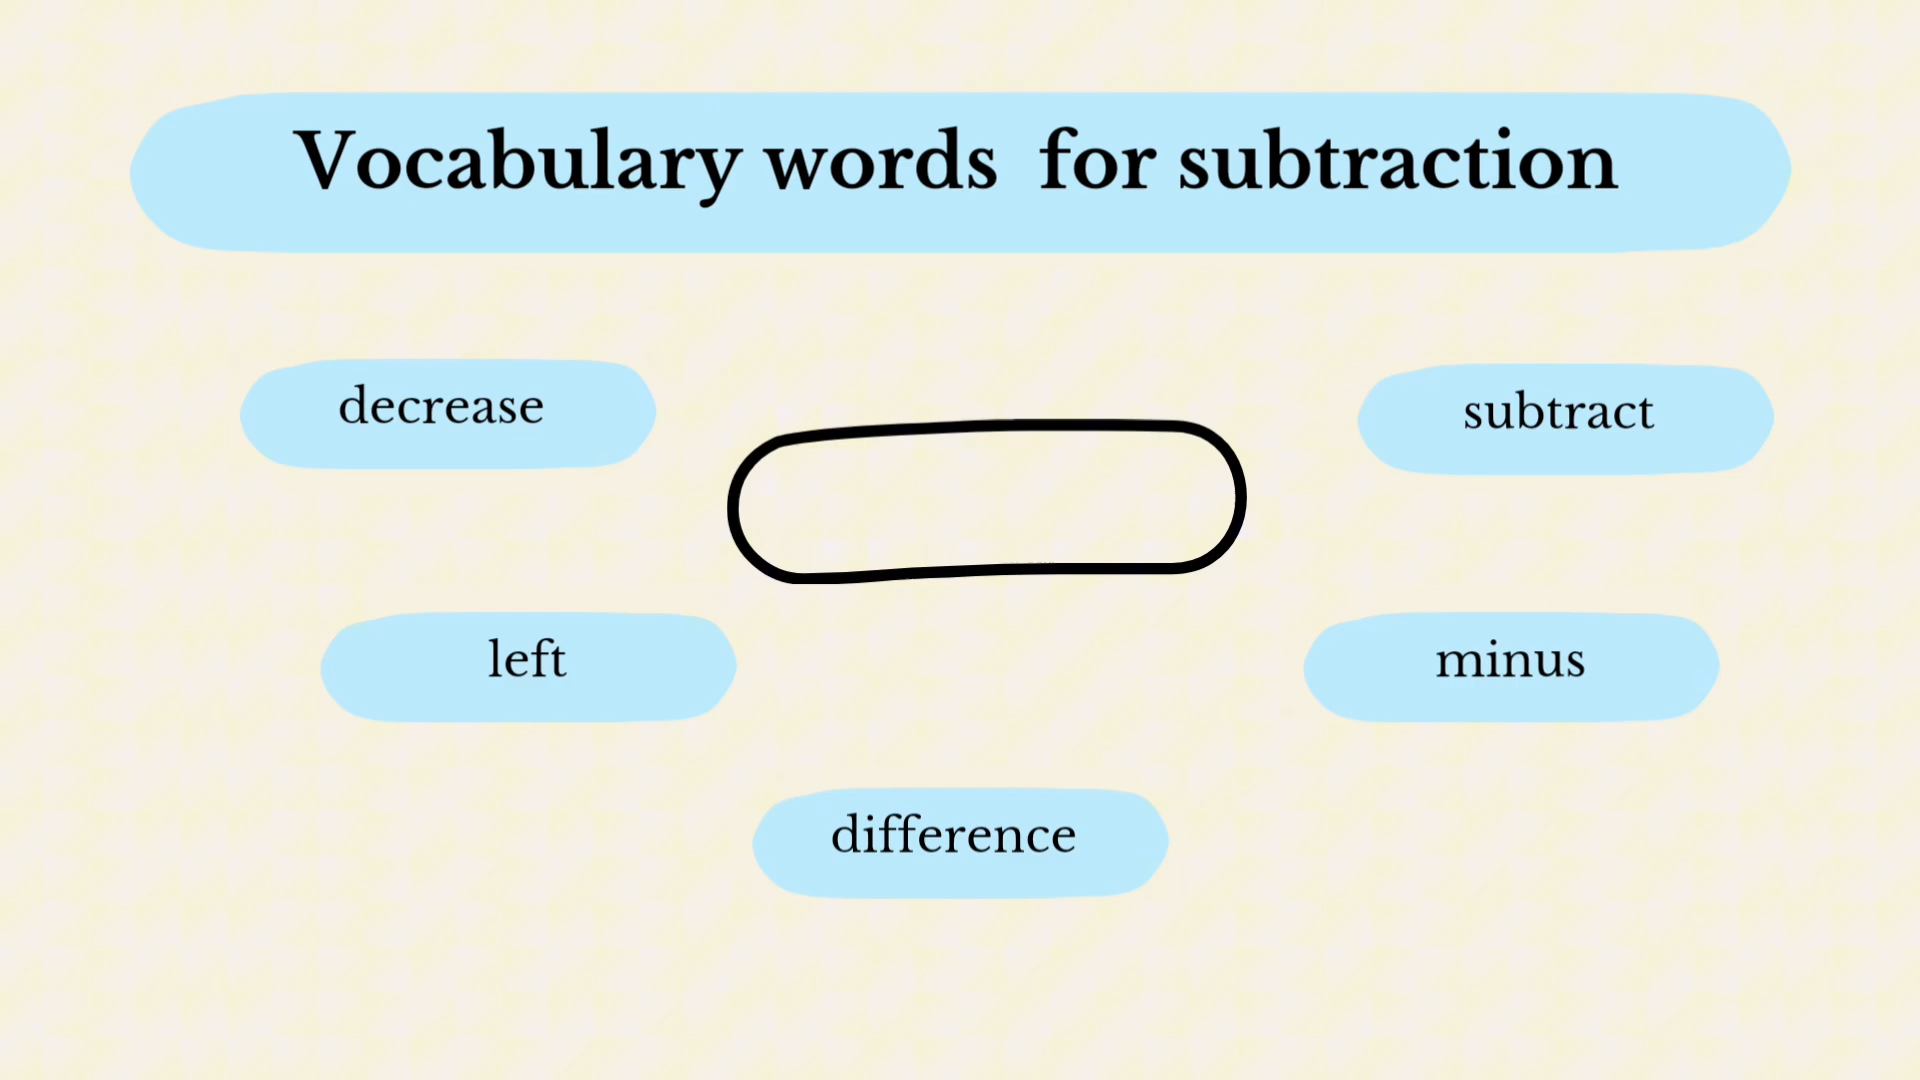 Vocabulary words for subtraction
decrease
subtract
left
minus
difference